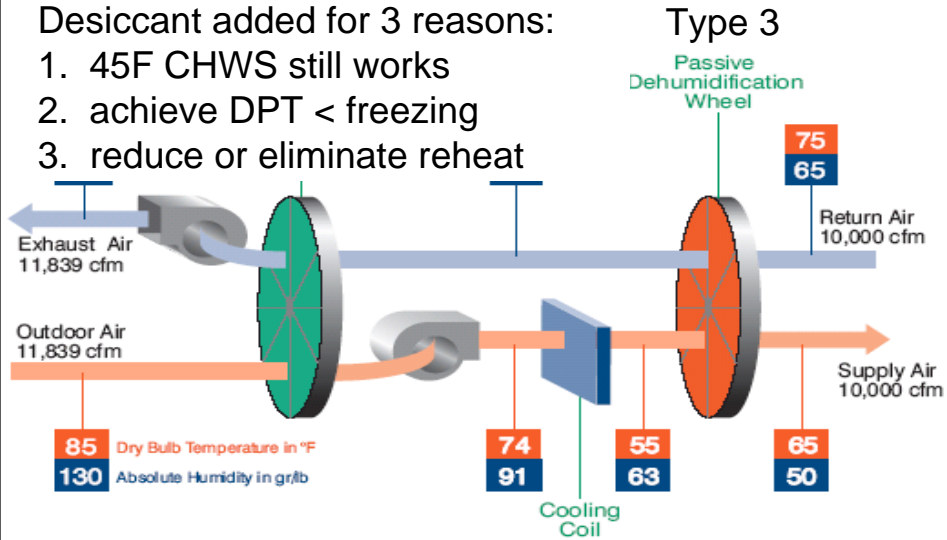 Desiccant added for 3 reasons:
1. 45F CHWS still works
2. achieve DPT < freezing
3. reduce or eliminate reheat
Type 3
Passive
Dehumidification
Wheel
75
65
Exhaust Air
11,839 cfm
Return Air
10,000 cfm
Outdoor Air
11,839 cfm
Supply Air
10,000 cfm
85 Dry Bulb Temperature in °F
130 Absolute Humidity in gr/lb
74
91
55
63
65
50
Cooling
Coil